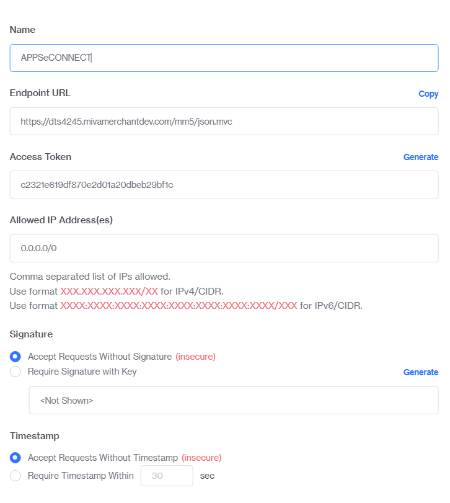 Name
APPSeCONNECT
Endpoint URL Copy
https://dts4245.mivamerchantdev.com/mm5/json.mvc
Access Token Generate
c2321e619df870e2d01a20dbeb29bf1c
Allowed IP Address(es)
0.0.0.0/0
Comma separated list of IPs allowed.
Use format XXX.XXX.XXX.XXX/XX for IPv4/CIDR.
Use format XXXX:XXXX:XXXX:XXXX:XXXX:XXXX:XXXX:XXXX/XXX for IPv6/CIDR.
Signature
Accept Requests Without Signature (insecure)
Require Signature with Key Generate
<Not Shown>
Timestamp
Accept Requests Without Timestamp (insecure)
Require Timestamp Within 30 sec